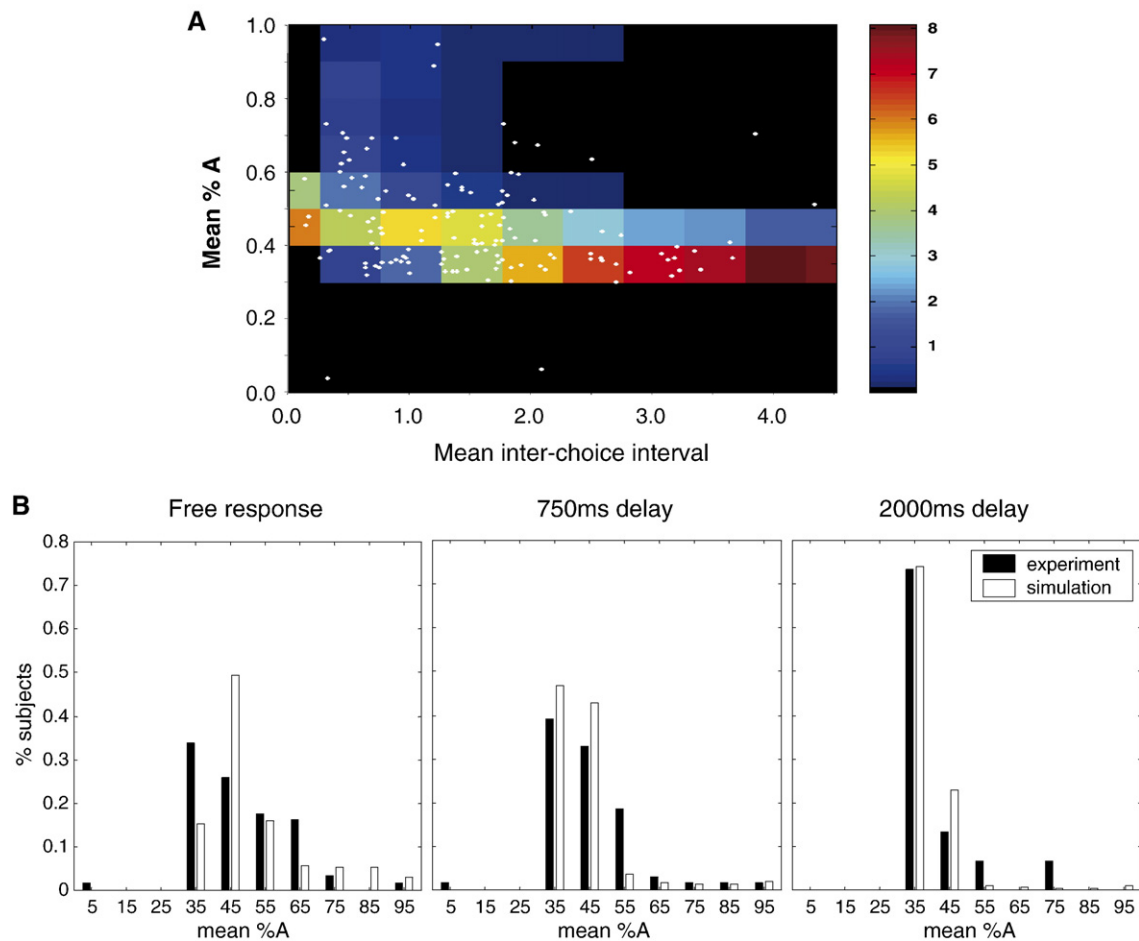 A
1.0
0.8
0.6
0.4
0.2
0.0
Mean % A
0.0 1.0 2.0 3.0 4.0
Mean inter-choice interval
8
7
6
5
4
3
2
1
B
Free response
750ms delay
2000ms delay
0.8
0.7
0.6
0.5
0.4
0.3
0.2
0.1
0
% subjects
experiment
simulation
5 15 25 35 45 55 65 75 85 95
mean %A
5 15 25 35 45 55 65 75 85 95
mean %A
5 15 25 35 45 55 65 75 85 95
mean %A